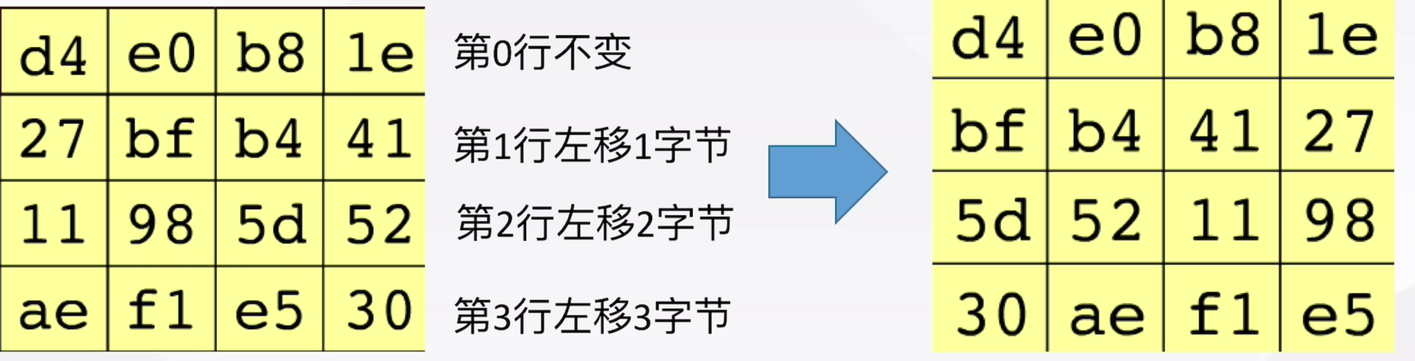 d4 e0 b8 1e 第0行不变 d4 e0 b8 1e
27 bf b4 41 第1行左移1字节 bf b4 41 27
11 98 5d 52 第2行左移2字节 5d 52 11 98
ae f1 e5 30 第3行左移3字节 30 ae f1 e5